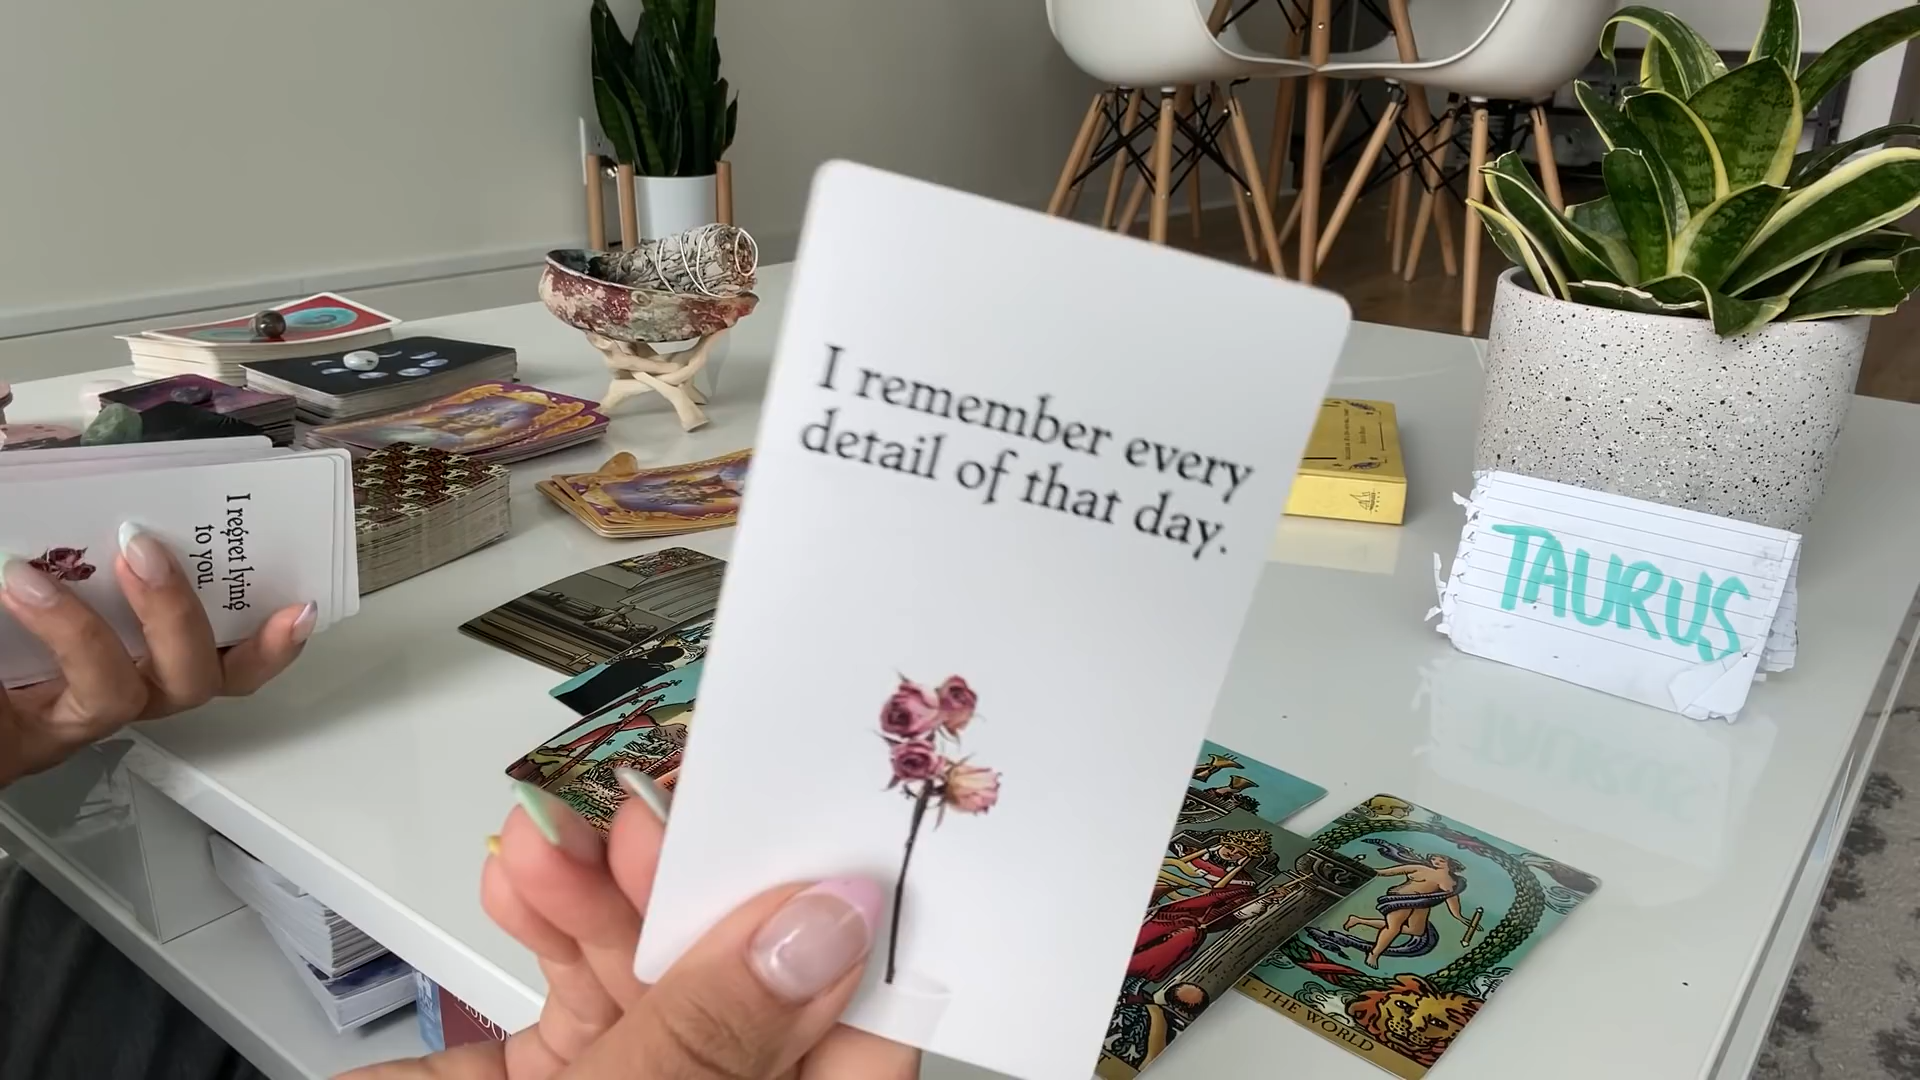 I remember every
detail of that day.
I regret lying
to you.
TAURUS
I - THE WORLD